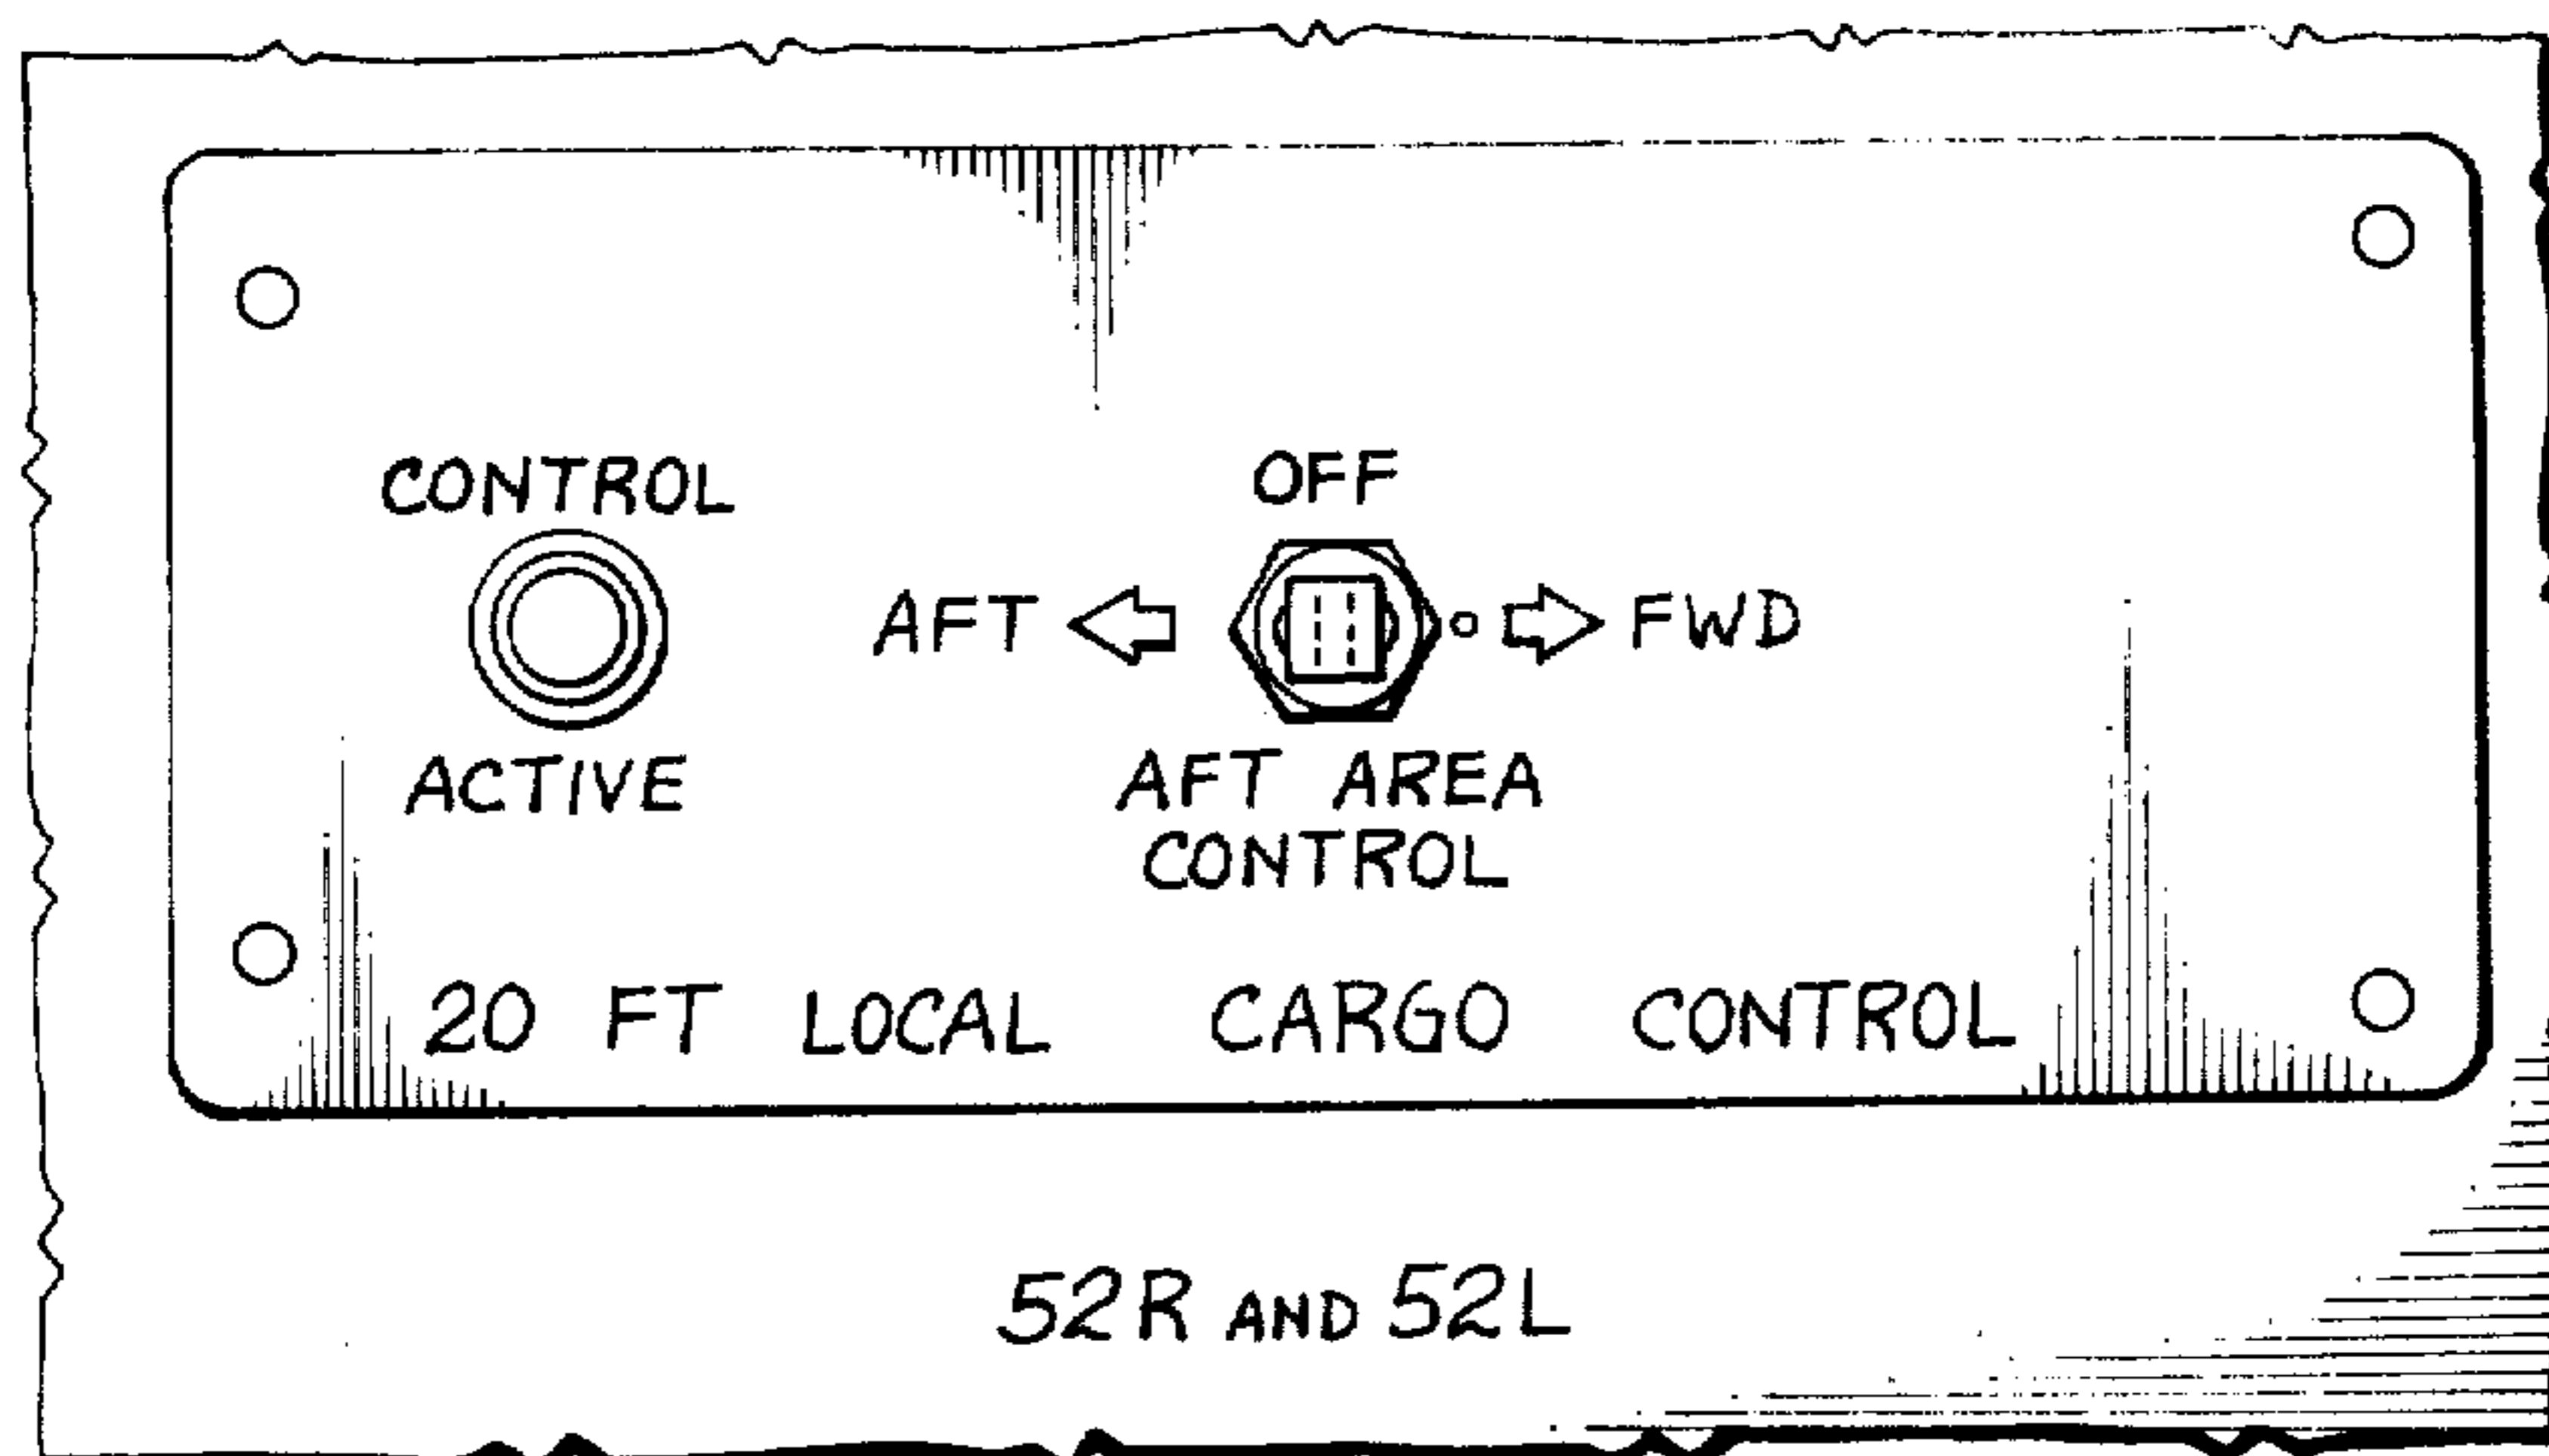 CONTROL
ACTIVE
OFF
AFT FWD
AFT AREA
CONTROL
20 FT LOCAL CARGO CONTROL
52R AND 52L